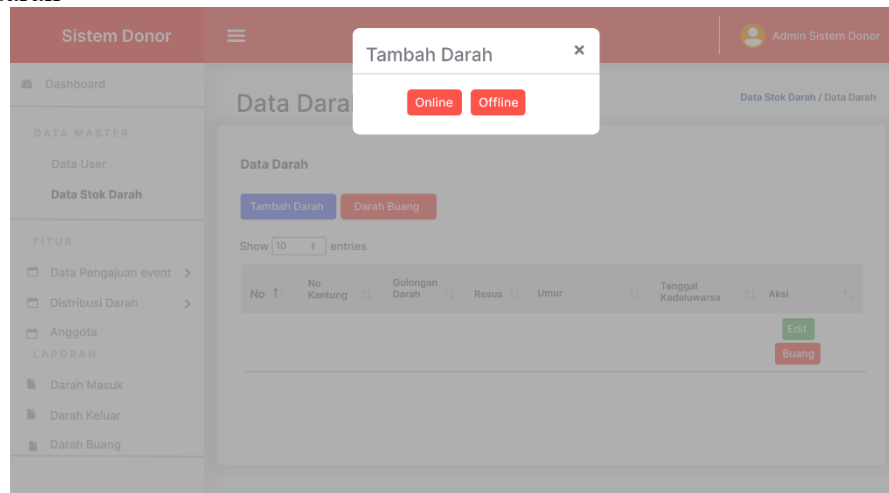 Sistem Donor
Admin Sistem Donor
Tambah Darah ×
Online Offline
Dashboard
Data Stok Darah / Data Darah
DATA MASTER
Data User
Data Stok Darah
FITUR
Data Pengajuan event
Distribusi Darah
Anggota
LAPORAN
Darah Masuk
Darah Keluar
Darah Buang
Data Darah
Tambah Darah Darah Buang
Show 10 entries
No No Kantung Golongan Darah Resus Umur Tanggal Kadaluwarsa Aksi
Edit
Buang